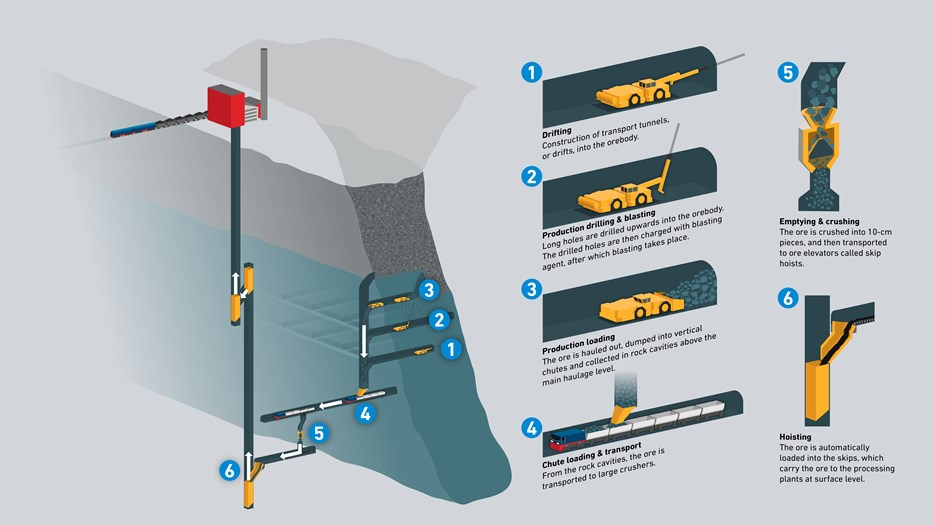 1
Drifting
Construction of transport tunnels,
or drifts, into the orebody.
2
Production drilling & blasting
Long holes are drilled upwards into the orebody.
The drilled holes are then charged with blasting
agent, after which blasting takes place.
3
Production loading
The ore is hauled out, dumped into vertical
chutes and collected in rock cavities above the
main haulage level.
4
Chute loading & transport
From the rock cavities, the ore is
transported to large crushers.
5
Emptying & crushing
The ore is crushed into 10-cm
pieces, and then transported
to ore elevators called skip
hoists.
6
Hoisting
The ore is automatically
loaded into the skips, which
carry the ore to the processing
plants at surface level.
3
2
1
4
5
6